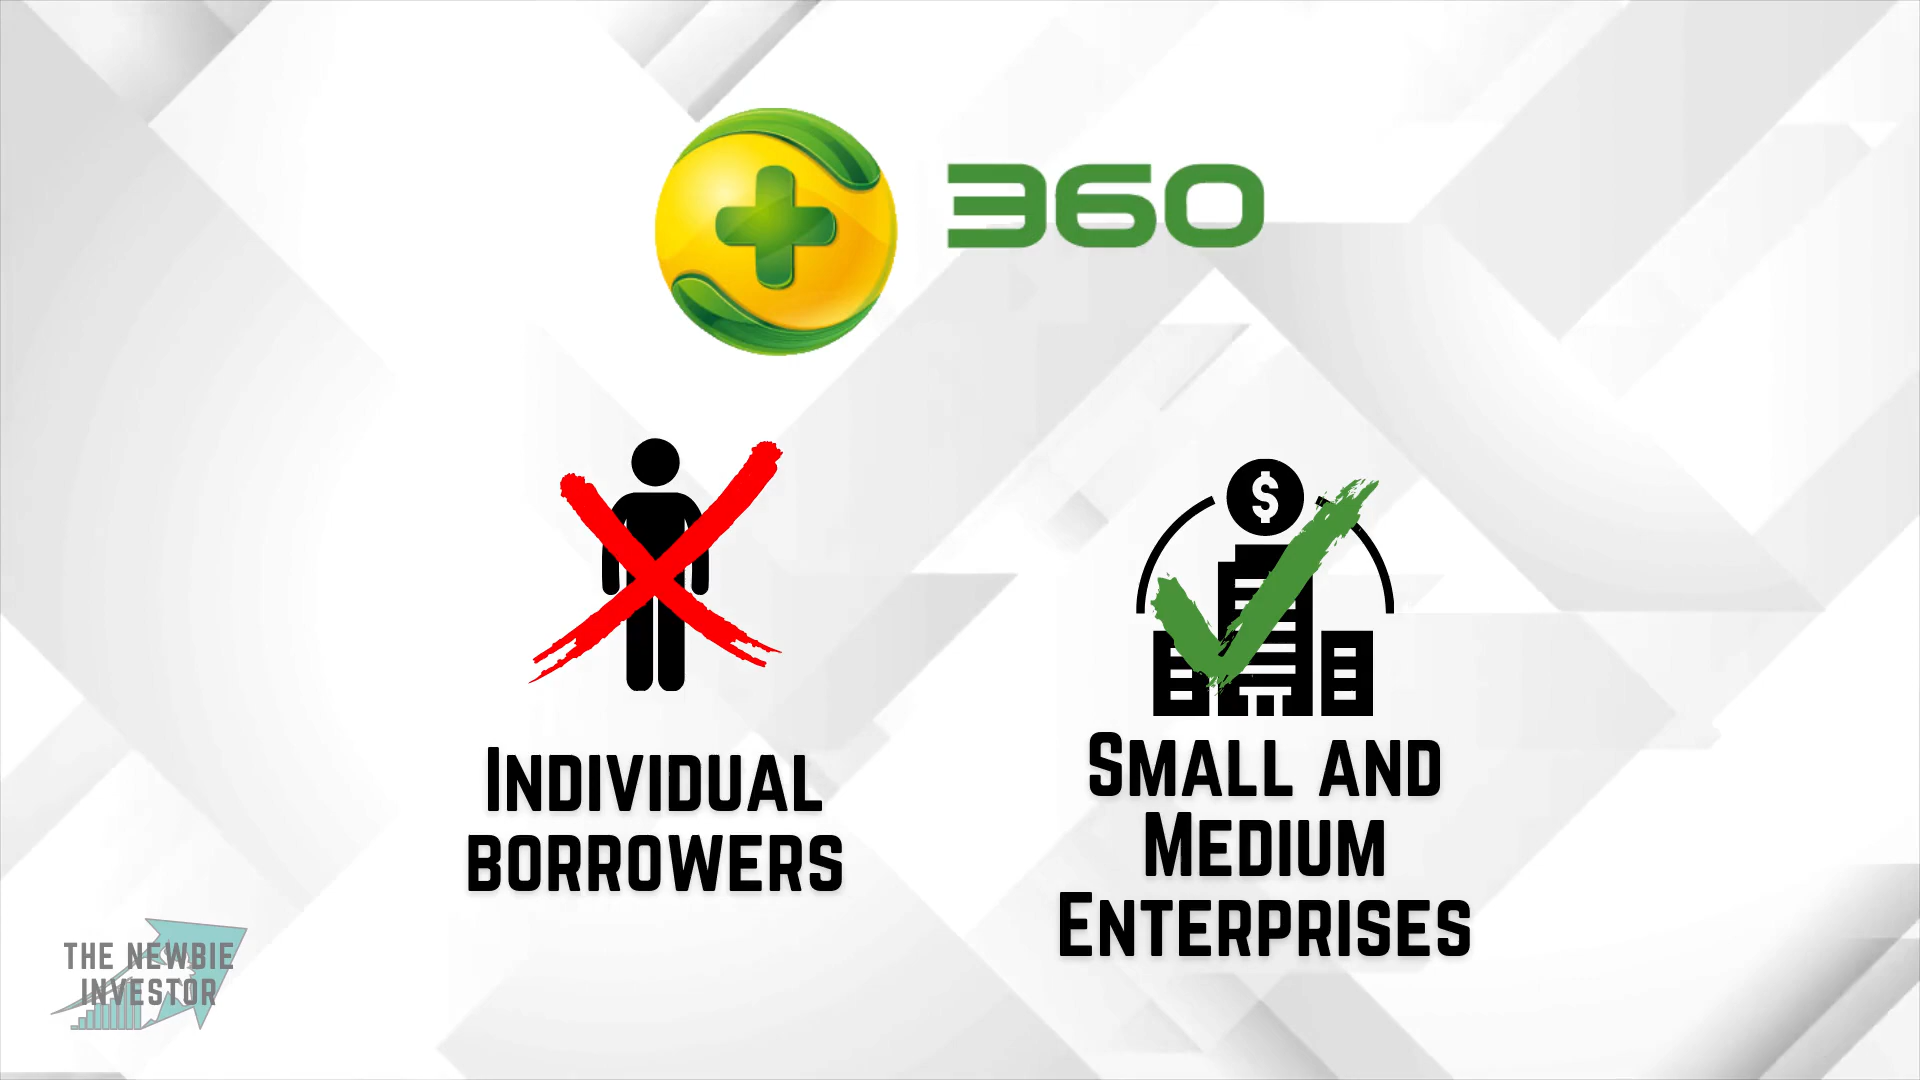 360
$
Individual
borrowers
Small and
Medium
Enterprises
THE NEWBIE
INVESTOR